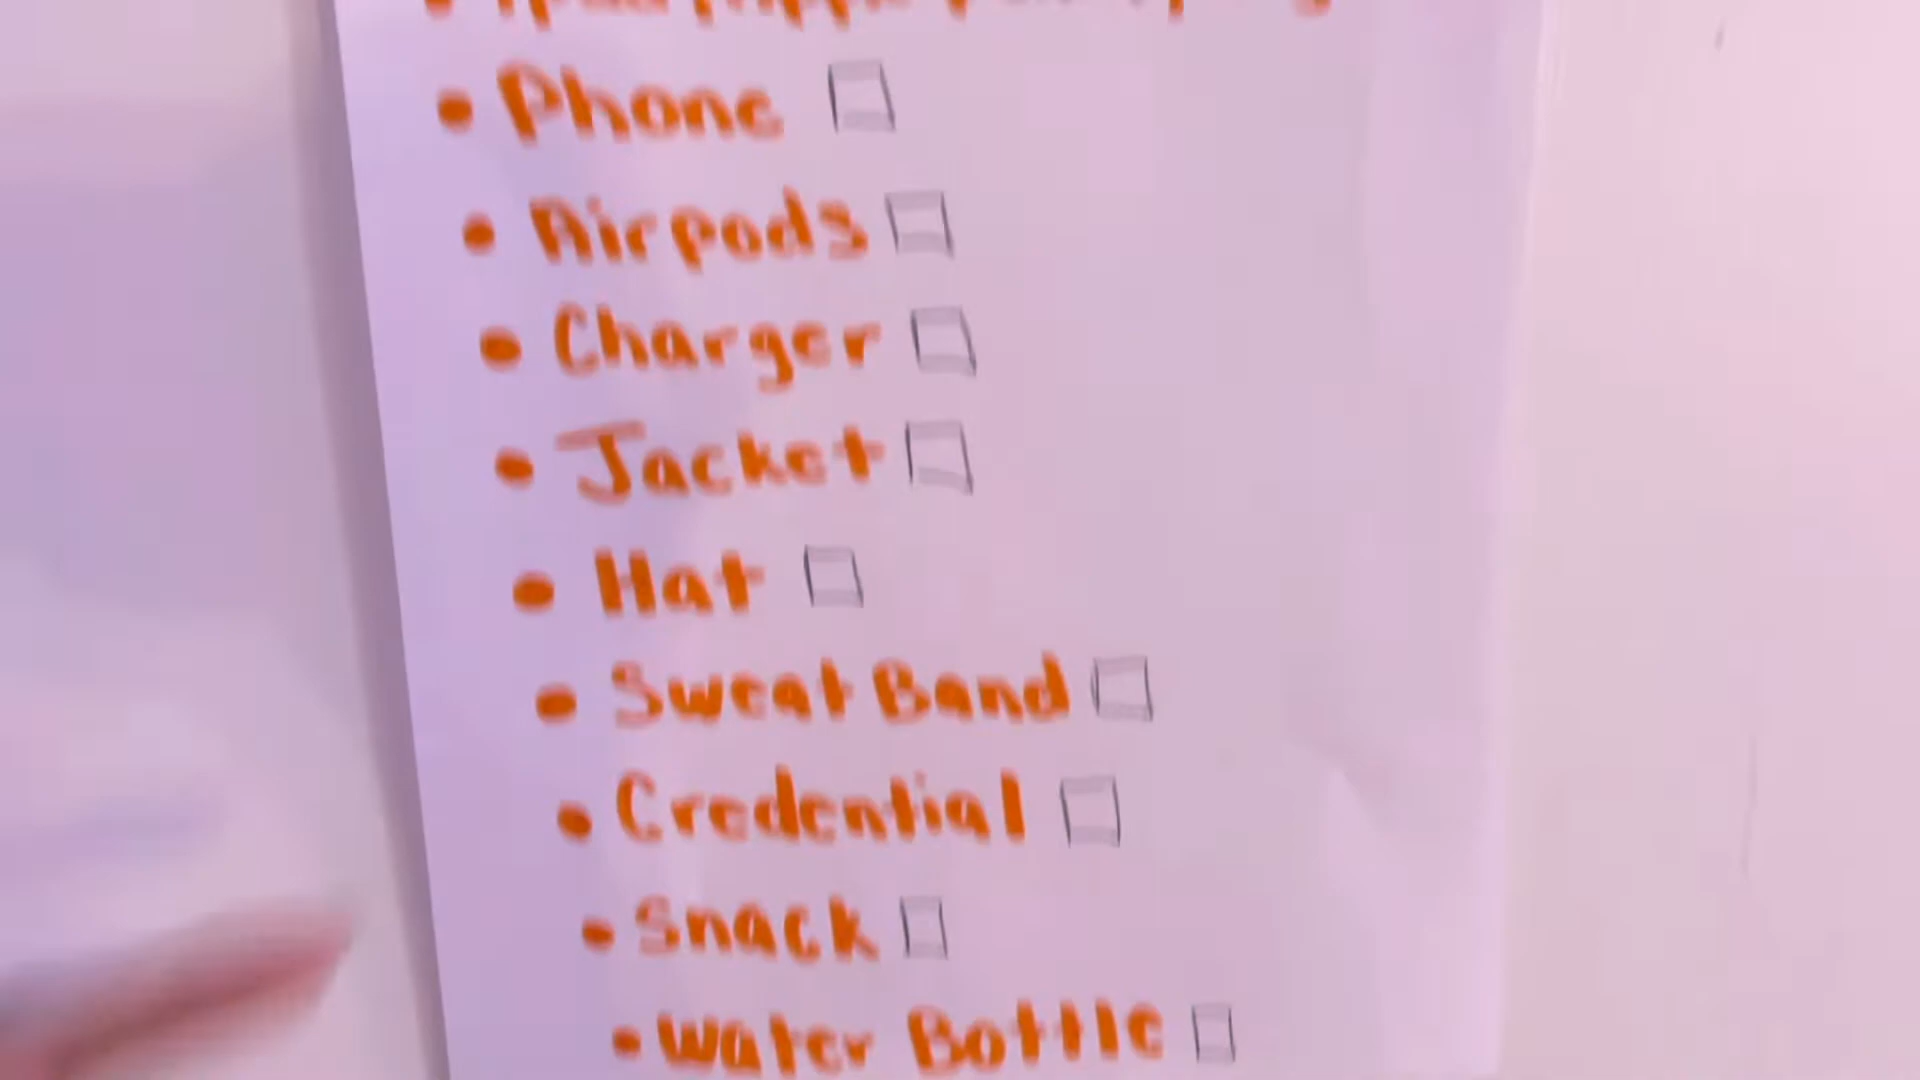 • Phone
• Airpods
• Charger
• Jacket
• Hat
• Sweat Band
• Credential
• Snack
• Water Bottle